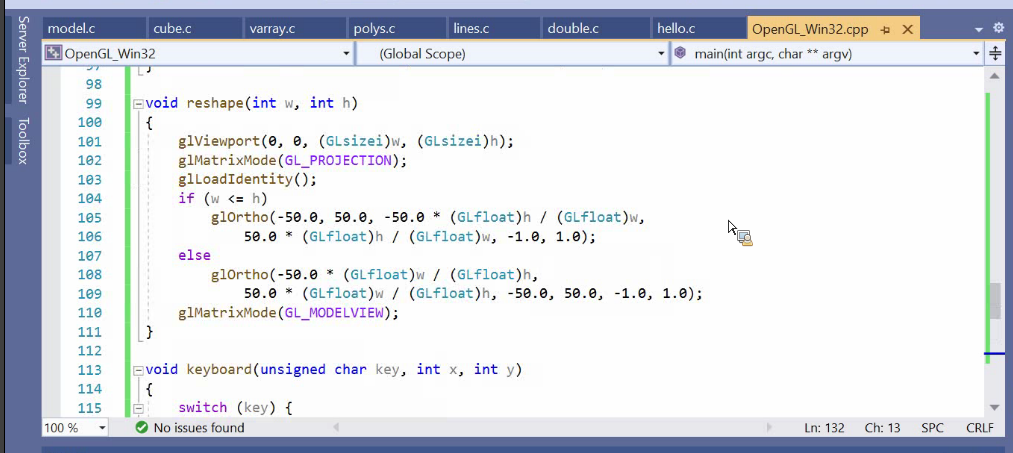 Server Explorer
Toolbox
model.c cube.c varray.c polys.c lines.c double.c hello.c OpenGL_Win32.cpp
OpenGL_Win32 (Global Scope) main(int argc, char ** argv)
97 }
98
99 void reshape(int w, int h)
100 {
101 glViewport(0, 0, (GLsizei)w, (GLsizei)h);
102 glMatrixMode(GL_PROJECTION);
103 glLoadIdentity();
104 if (w <= h)
105 glOrtho(-50.0, 50.0, -50.0 * (GLfloat)h / (GLfloat)w,
106 50.0 * (GLfloat)h / (GLfloat)w, -1.0, 1.0);
107 else
108 glOrtho(-50.0 * (GLfloat)w / (GLfloat)h,
109 50.0 * (GLfloat)w / (GLfloat)h, -50.0, 50.0, -1.0, 1.0);
110 glMatrixMode(GL_MODELVIEW);
111 }
112
113 void keyboard(unsigned char key, int x, int y)
114 {
115 switch (key) {
100 % No issues found Ln: 132 Ch: 13 SPC CRLF